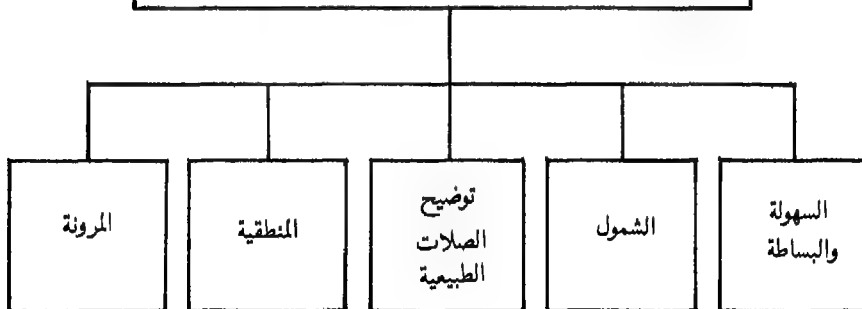 السهولة
والبساطة
الشمول
توضيح
الصلات
الطبيعية
المنطقية
المرونة